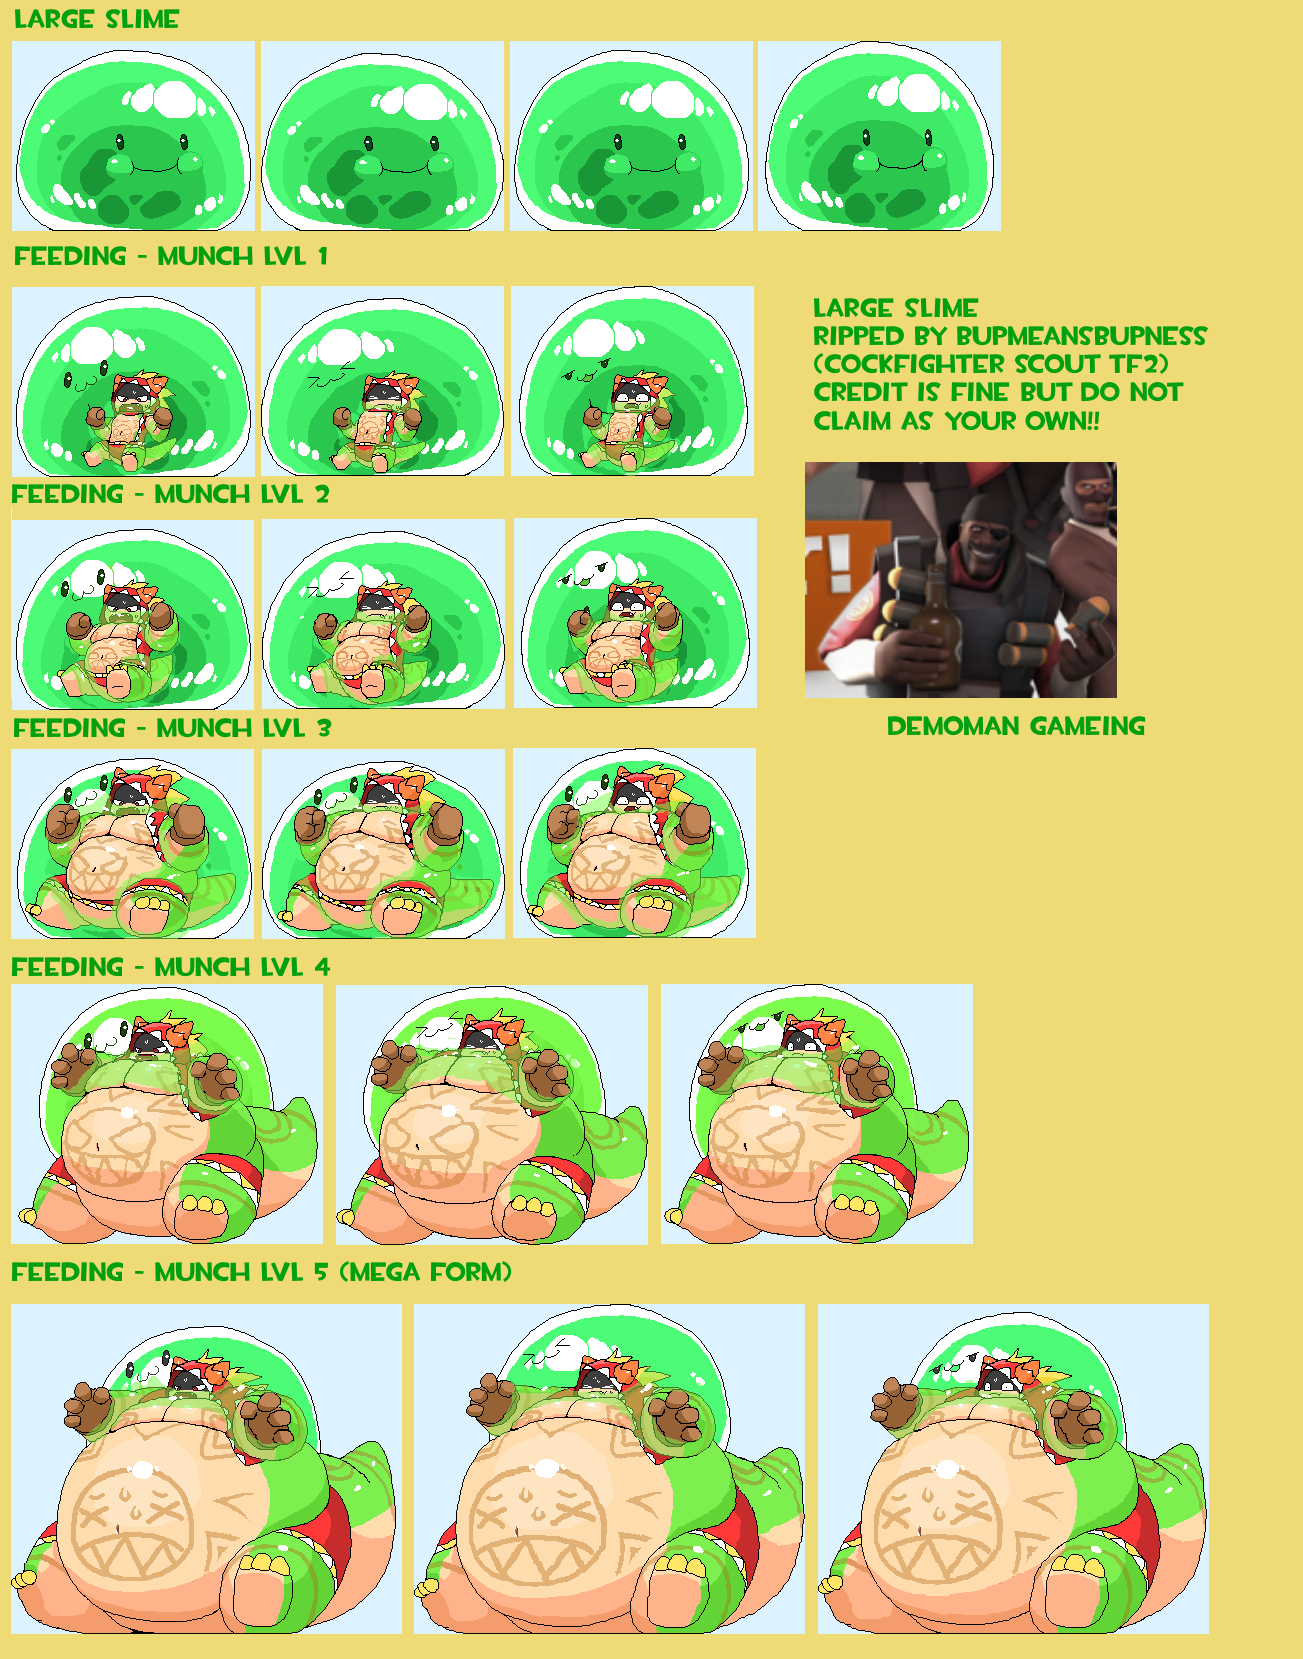 LARGE SLIME
FEEDING - MUNCH LVL 1
LARGE SLIME
RIPPED BY BUPMEANSBUPNESS
(COCKFIGHTER SCOUT TF2)
CREDIT IS FINE BUT DO NOT
CLAIM AS YOUR OWN!!
FEEDING - MUNCH LVL 2
DEMOMAN GAMEING
FEEDING - MUNCH LVL 3
FEEDING - MUNCH LVL 4
FEEDING - MUNCH LVL 5 (MEGA FORM)